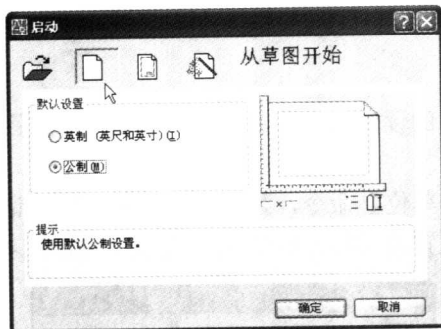 启动
从草图开始
默认设置
英制 (英尺和英寸)(I)
公制(M)
提示
使用默认公制设置。
确定
取消